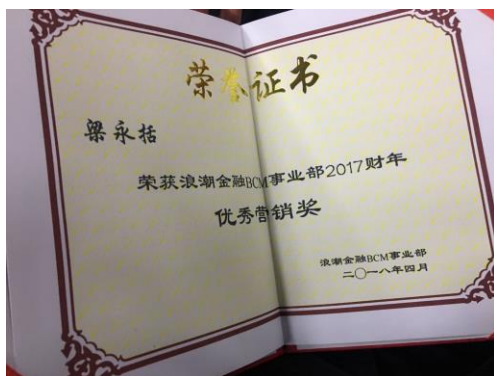 荣誉证书
梁永括
荣获浪潮金融BCM事业部2017财年
优秀营销奖
浪潮金融BCM事业部
二〇一八年四月